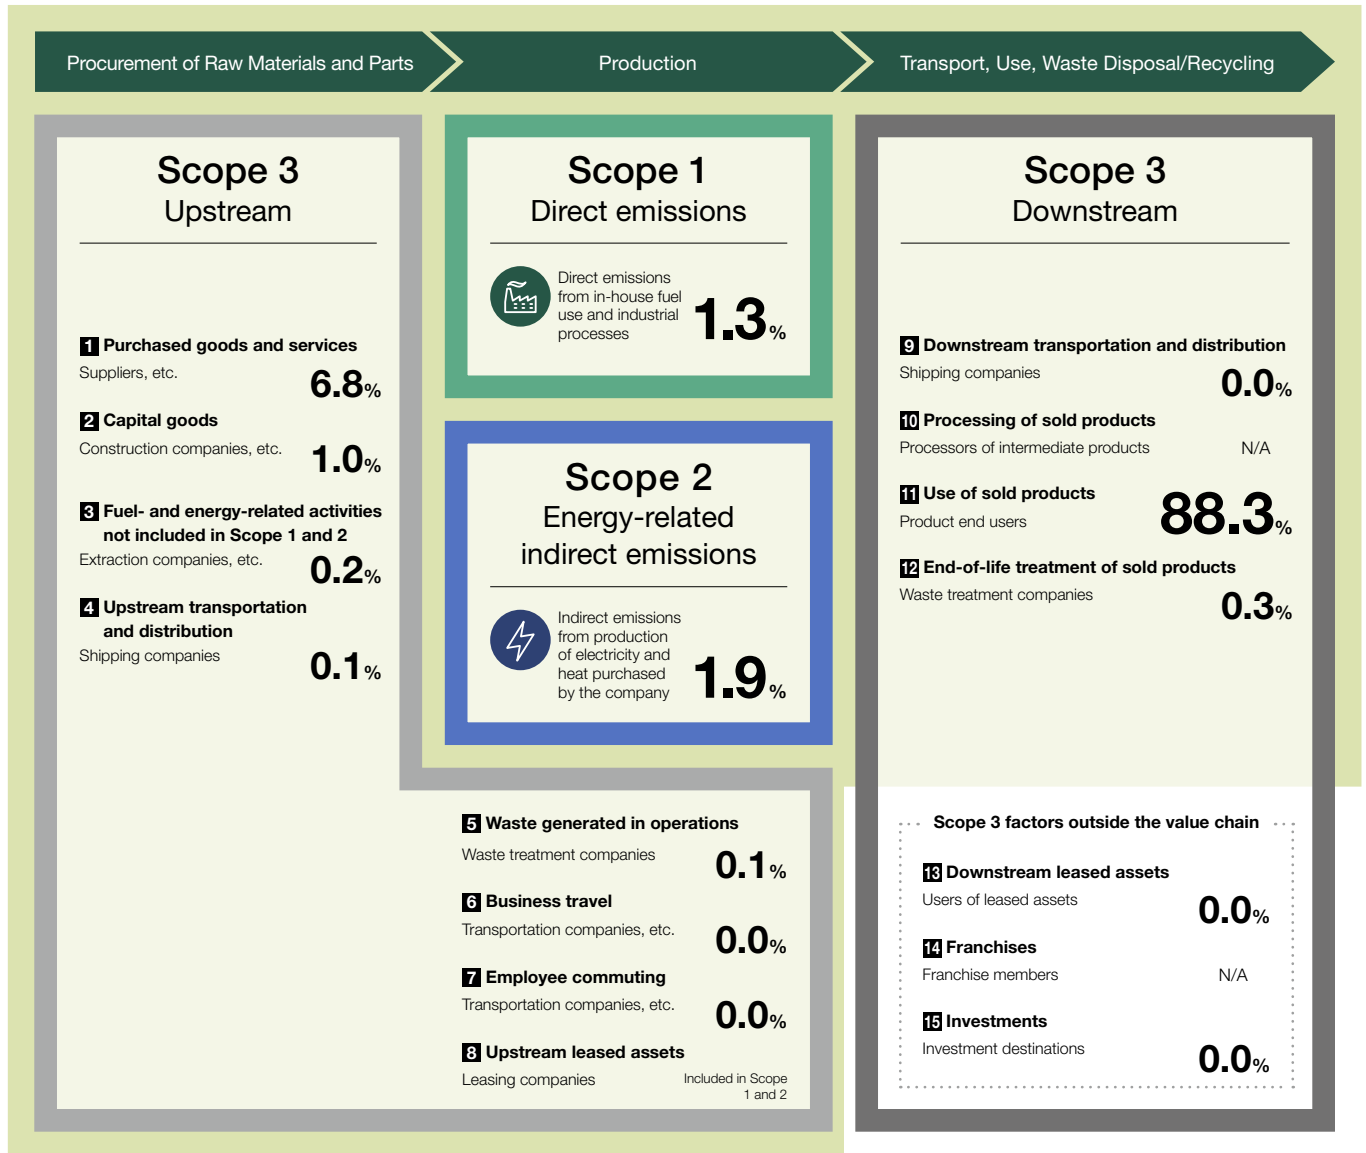 Procurement of Raw Materials and Parts
Production
Transport, Use, Waste Disposal/Recycling
Scope 3
Upstream
1 Purchased goods and services
Suppliers, etc.
6.8%
2 Capital goods
Construction companies, etc.
1.0%
3 Fuel- and energy-related activities
not included in Scope 1 and 2
Extraction companies, etc.
0.2%
4 Upstream transportation
and distribution
Shipping companies
0.1%
Scope 1
Direct emissions
Direct emissions
from in-house fuel
use and industrial
processes
1.3%
Scope 2
Energy-related
indirect emissions
Indirect emissions
from production
of electricity and
heat purchased
by the company
1.9%
5 Waste generated in operations
Waste treatment companies
0.1%
6 Business travel
Transportation companies, etc.
0.0%
7 Employee commuting
Transportation companies, etc.
0.0%
8 Upstream leased assets
Leasing companies
Included in Scope
1 and 2
Scope 3
Downstream
9 Downstream transportation and distribution
Shipping companies
0.0%
10 Processing of sold products
Processors of intermediate products
N/A
11 Use of sold products
Product end users
88.3%
12 End-of-life treatment of sold products
Waste treatment companies
0.3%
Scope 3 factors outside the value chain
13 Downstream leased assets
Users of leased assets
0.0%
14 Franchises
Franchise members
N/A
15 Investments
Investment destinations
0.0%